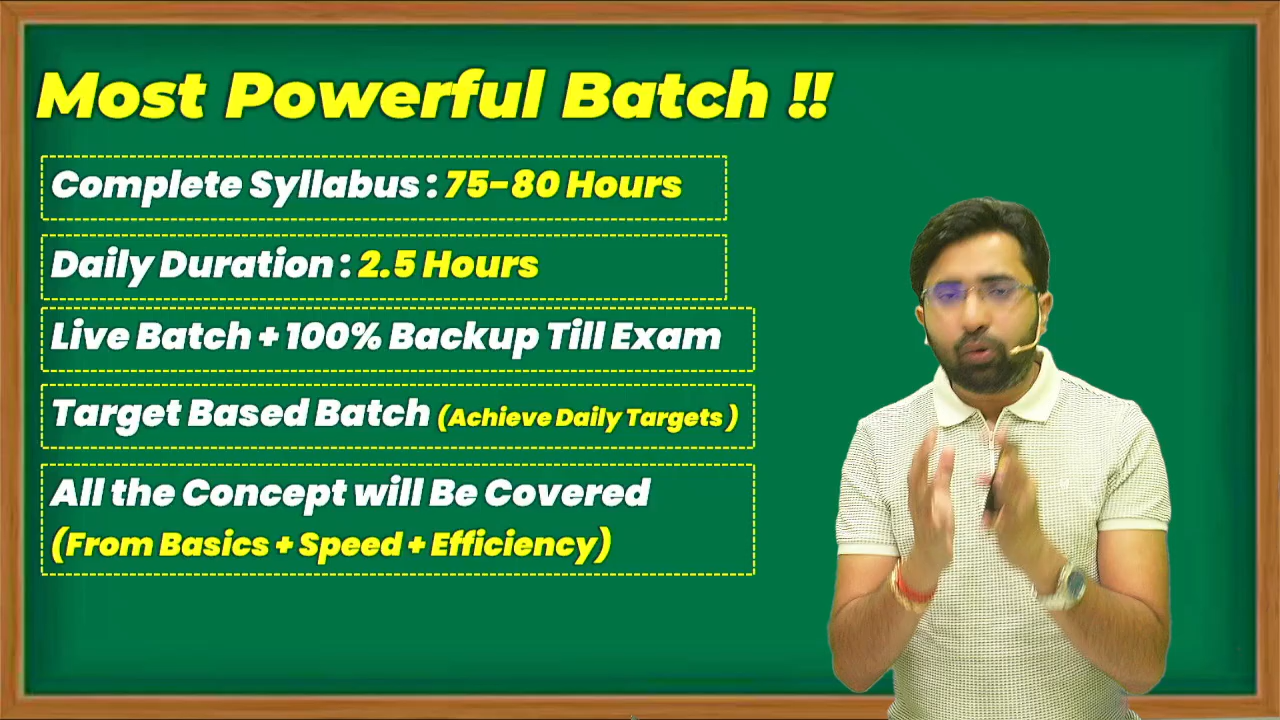 Most Powerful Batch !!
Complete Syllabus : 75-80 Hours
Daily Duration : 2.5 Hours
Live Batch + 100% Backup Till Exam
Target Based Batch (Achieve Daily Targets )
All the Concept will Be Covered
(From Basics + Speed + Efficiency)